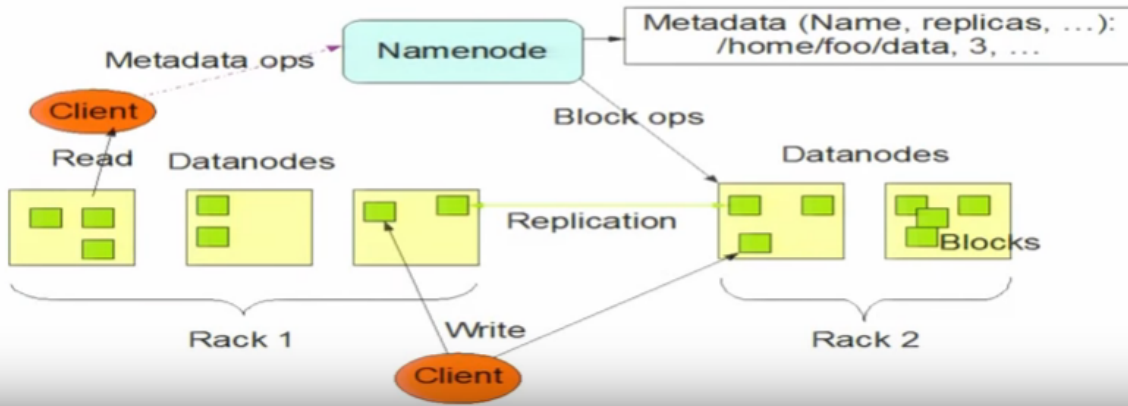 Metadata (Name, replicas, ...):
/home/foo/data, 3, ...
Namenode
Metadata ops
Client
Block ops
Read
Datanodes
Datanodes
Replication
Blocks
Rack 1
Write
Rack 2
Client